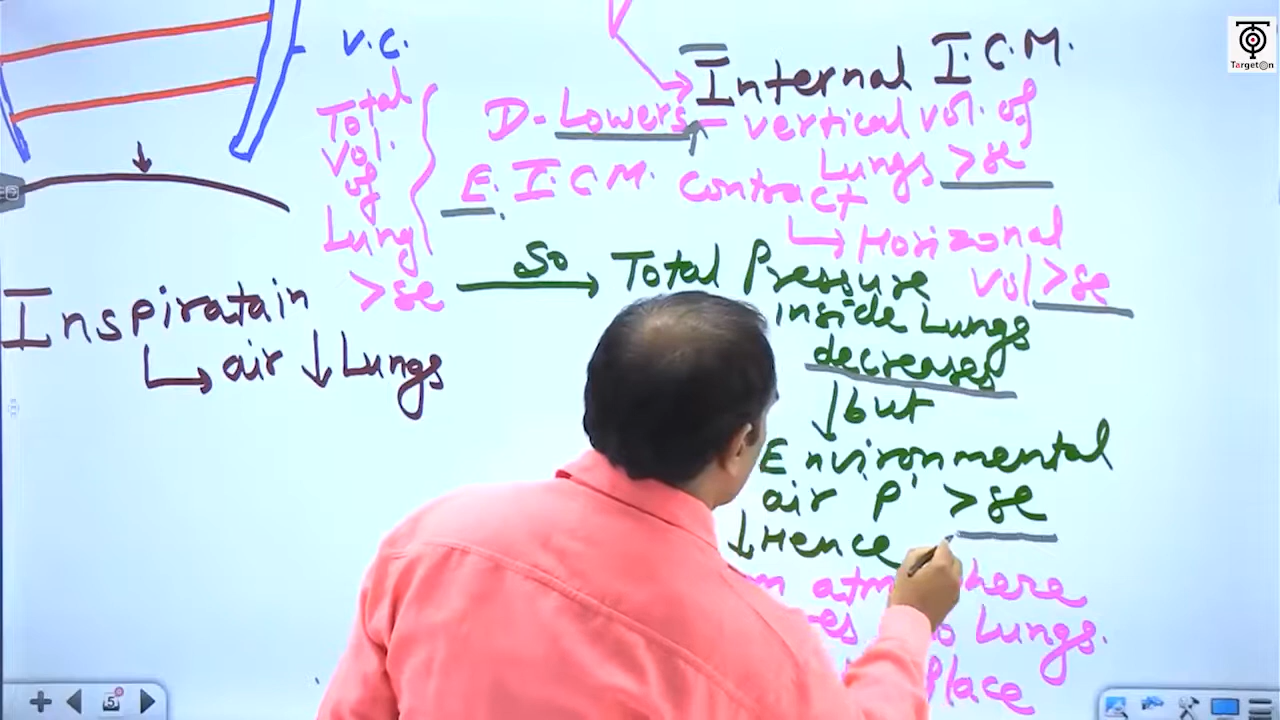 TargetOn
V.C.
Internal I.C.M.
Total vol. of Lung >se
D- Lowers - vertical vol. of Lungs >se
E. I.C.M. contract
Horizonal vol >se
Inspiratain
air ↓ Lungs
So
Total Pressure inside Lungs decreases
but
Environmental air P' >se
Hence
Lungs.
Place
5